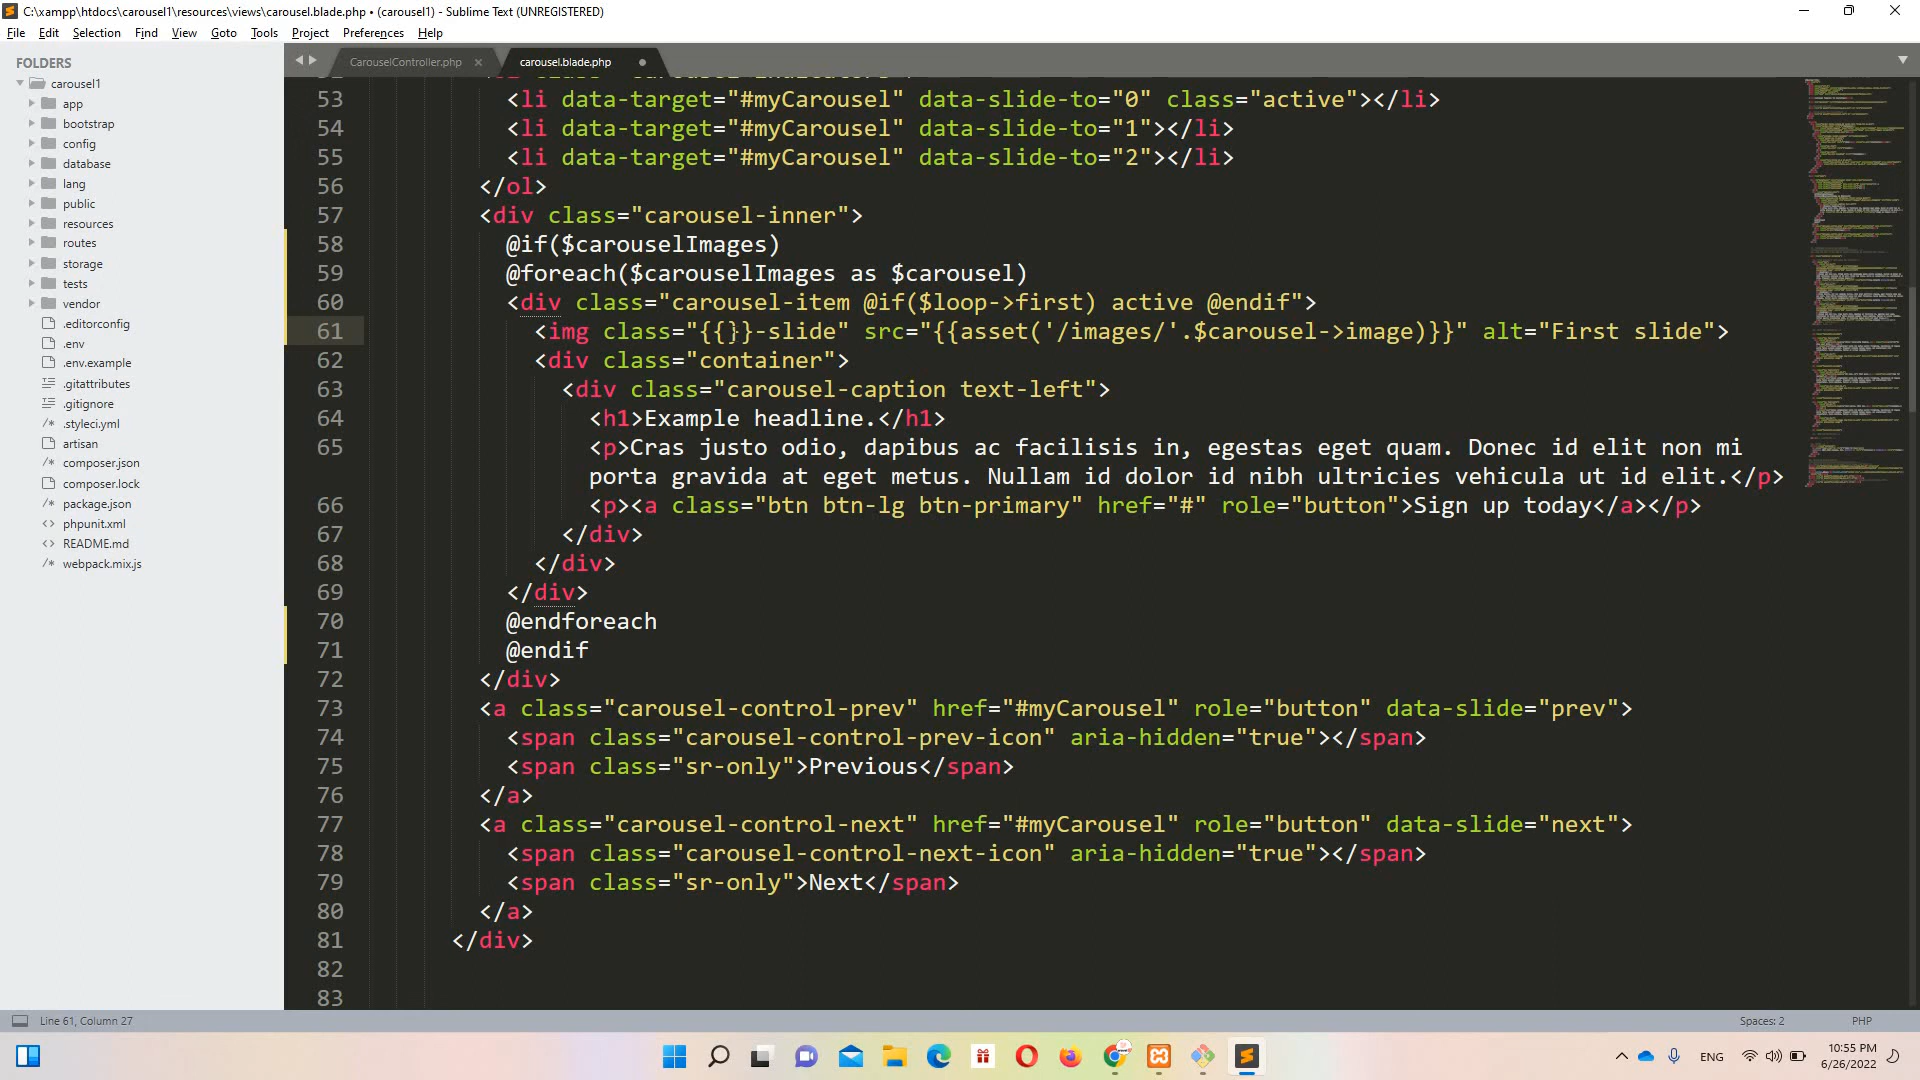 C:\xampp\htdocs\carousel1\resources\views\carousel.blade.php • (carousel1) - Sublime Text (UNREGISTERED)
File Edit Selection Find View Goto Tools Project Preferences Help
FOLDERS
carousel1
app
bootstrap
config
database
lang
public
resources
routes
storage
tests
vendor
.editorconfig
.env
.env.example
.gitattributes
.gitignore
.styleci.yml
artisan
composer.json
composer.lock
package.json
phpunit.xml
README.md
webpack.mix.js
CarouselController.php carousel.blade.php
53 <li data-target="#myCarousel" data-slide-to="0" class="active"></li>
54 <li data-target="#myCarousel" data-slide-to="1"></li>
55 <li data-target="#myCarousel" data-slide-to="2"></li>
56 </ol>
57 <div class="carousel-inner">
58 @if($carouselImages)
59 @foreach($carouselImages as $carousel)
60 <div class="carousel-item @if($loop->first) active @endif">
61 <img class="{{}}-slide" src="{{asset('/images/'.$carousel->image)}}" alt="First slide">
62 <div class="container">
63 <div class="carousel-caption text-left">
64 <h1>Example headline.</h1>
65 <p>Cras justo odio, dapibus ac facilisis in, egestas eget quam. Donec id elit non mi
porta gravida at eget metus. Nullam id dolor id nibh ultricies vehicula ut id elit.</p>
66 <p><a class="btn btn-lg btn-primary" href="#" role="button">Sign up today</a></p>
67 </div>
68 </div>
69 </div>
70 @endforeach
71 @endif
72 </div>
73 <a class="carousel-control-prev" href="#myCarousel" role="button" data-slide="prev">
74 <span class="carousel-control-prev-icon" aria-hidden="true"></span>
75 <span class="sr-only">Previous</span>
76 </a>
77 <a class="carousel-control-next" href="#myCarousel" role="button" data-slide="next">
78 <span class="carousel-control-next-icon" aria-hidden="true"></span>
79 <span class="sr-only">Next</span>
80 </a>
81 </div>
82
83
Line 61, Column 27 Spaces: 2 PHP
ENG 10:55 PM
6/26/2022